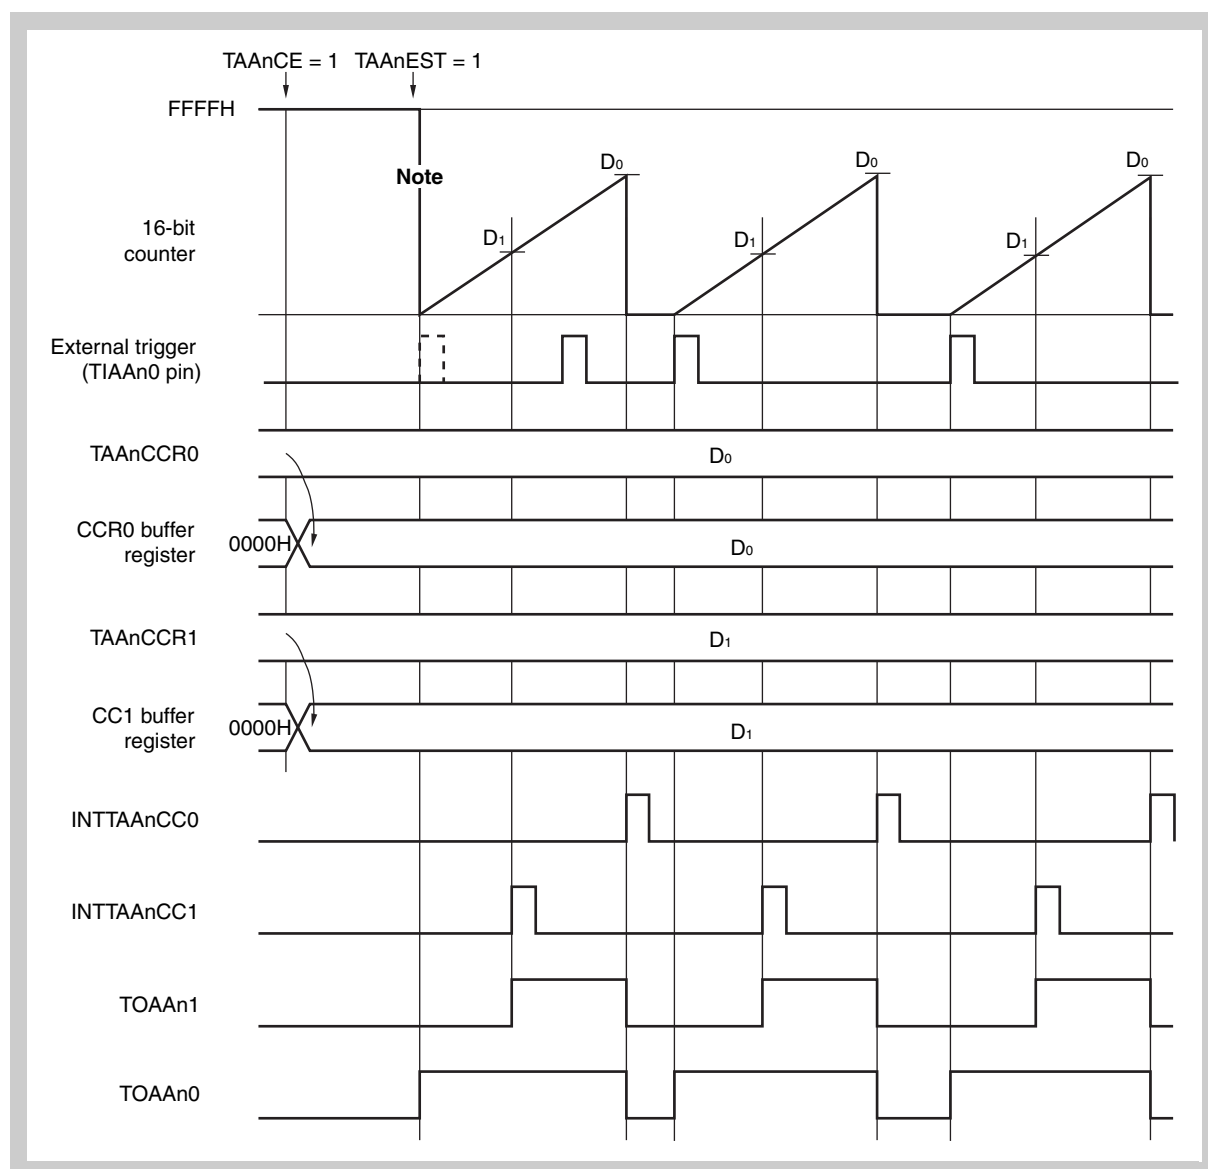 TAAnCE = 1 TAAnEST = 1
FFFFH
Note
D0
D0
D0
D1
D1
D1
16-bit
counter
External trigger
(TIAAn0 pin)
TAAnCCR0
D0
CCR0 buffer
register
0000H
D0
TAAnCCR1
D1
CC1 buffer
register
0000H
D1
INTTAAnCC0
INTTAAnCC1
TOAAn1
TOAAn0